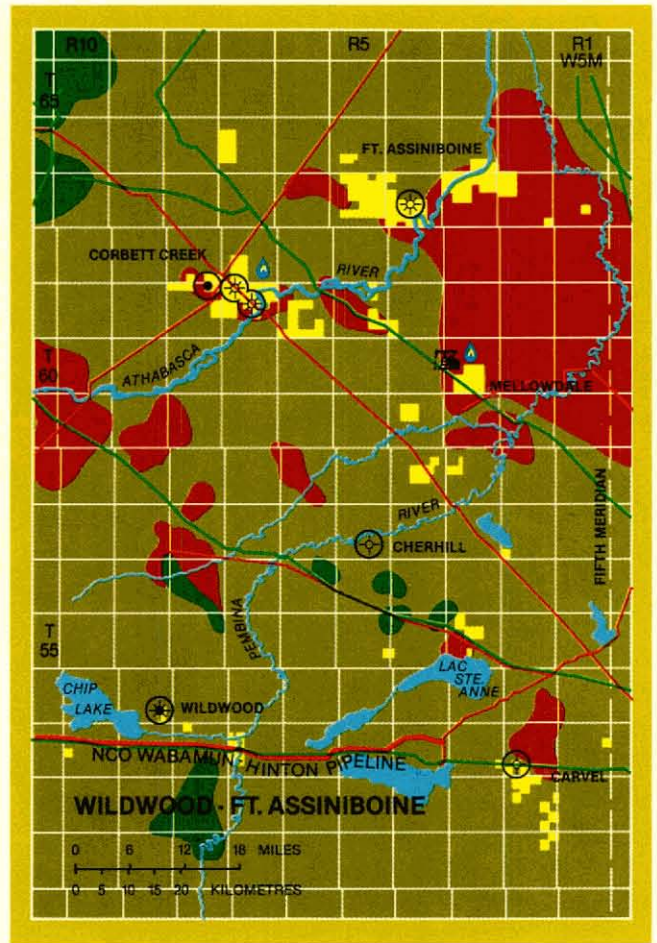 R10 R5 R1
W5M
T
65
FT. ASSINIBOINE
CORBETT CREEK
RIVER
T
60
ATHABASCA
MELLOWDALE
RIVER
CHERHILL
FIFTH MERIDIAN
T
55
PEMBINA
LAC
STE.
ANNE
CHIP
LAKE
WILDWOOD
NCO WABAMUN-HINTON PIPELINE
CARVEL
WILDWOOD - FT. ASSINIBOINE
0 6 12 18 MILES
0 5 10 15 20 KILOMETRES